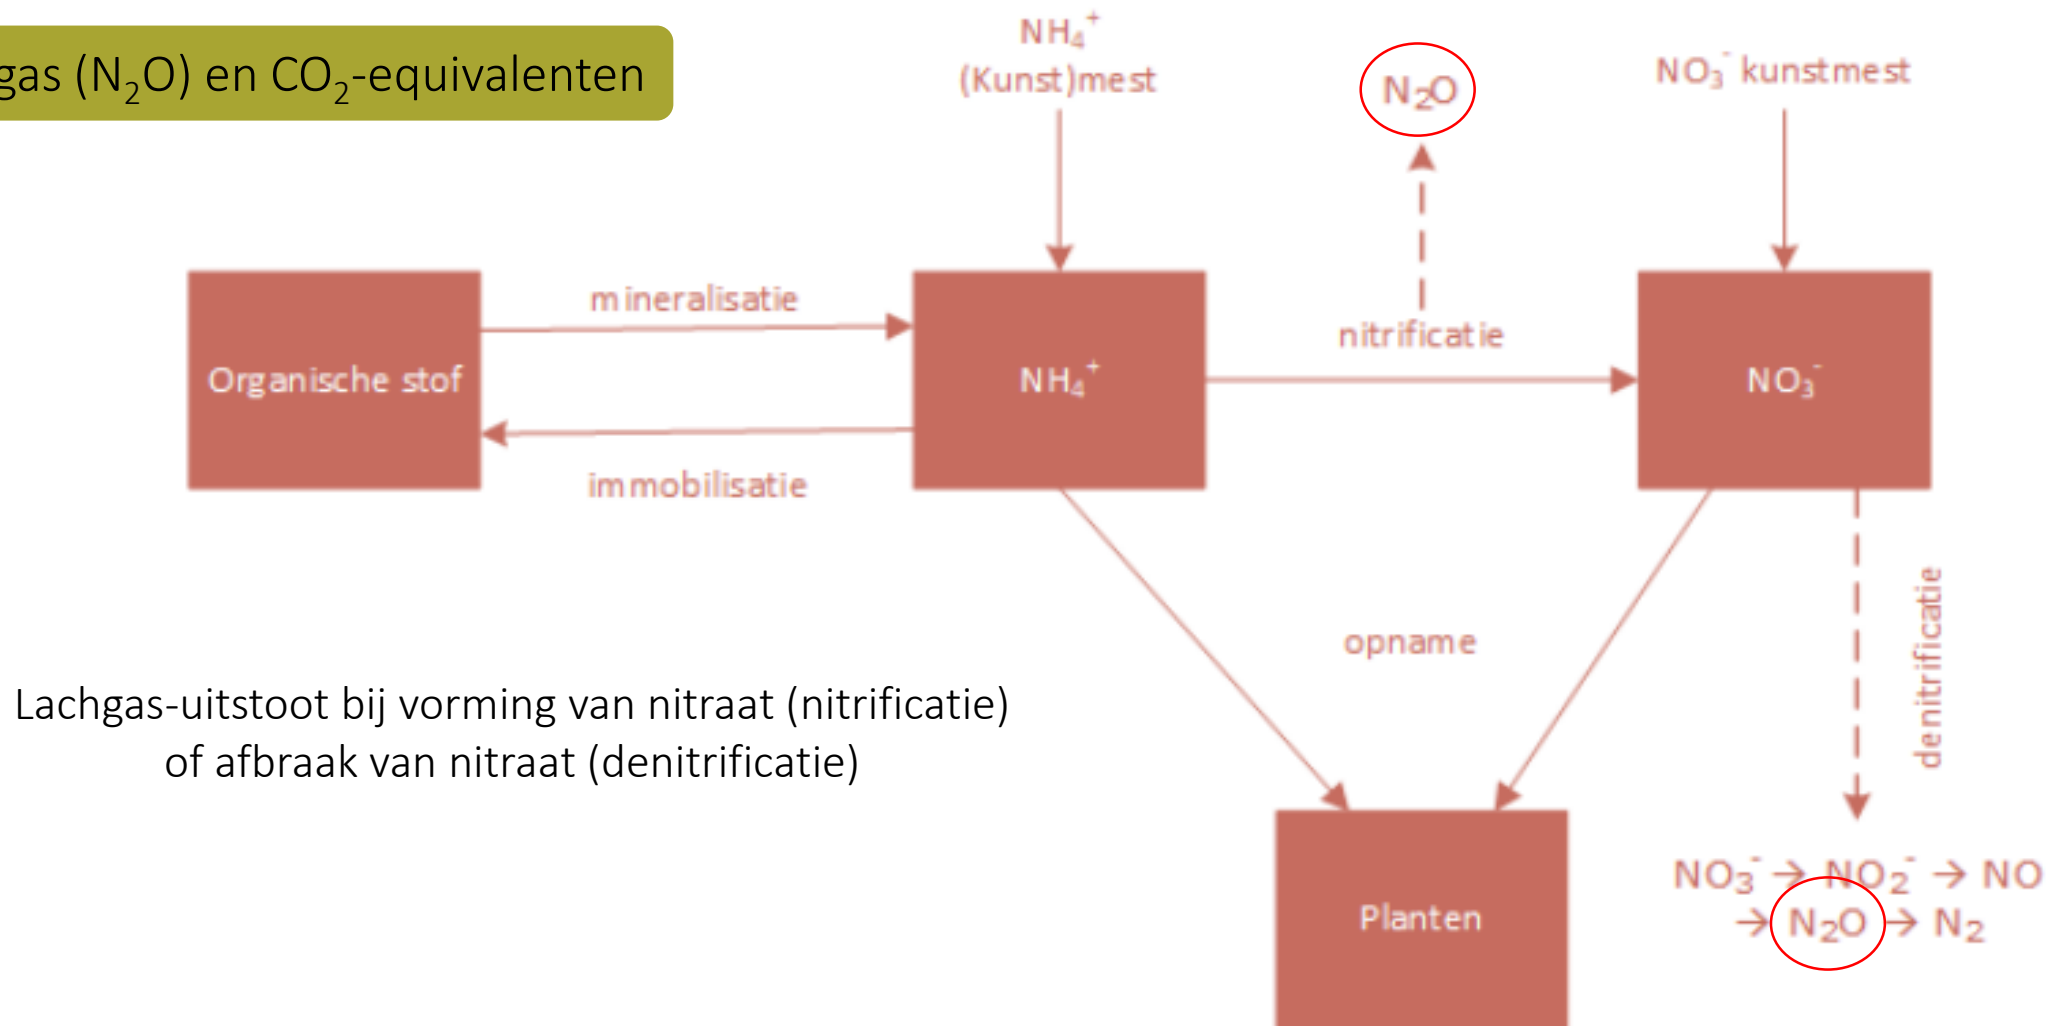 gas (N₂O) en CO₂-equivalenten
NH₄⁺
(Kunst)mest
N₂O
NO₃⁻ kunstmest
mineralisatie
nitrificatie
Organische stof
NH₄⁺
NO₃⁻
immobilisatie
opname
denitrificatie
Lachgas-uitstoot bij vorming van nitraat (nitrificatie)
of afbraak van nitraat (denitrificatie)
Planten
NO₃⁻ → NO₂⁻ → NO
→ N₂O → N₂